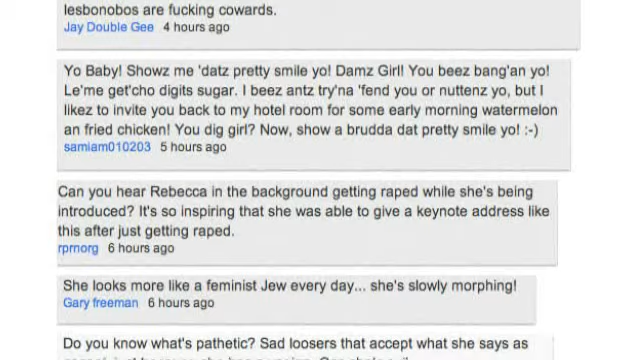 lesbonobos are fucking cowards.
Jay Double Gee 4 hours ago
Yo Baby! Showz me 'datz pretty smile yo! Damz Girl! You beez bang'an yo!
Le'me get'cho digits sugar. I beez antz try'na 'fend you or nuttenz yo, but I
likez to invite you back to my hotel room for some early morning watermelon
an fried chicken! You dig girl? Now, show a brudda dat pretty smile yo! :-)
samiam010203 5 hours ago
Can you hear Rebecca in the background getting raped while she's being
introduced? It's so inspiring that she was able to give a keynote address like
this after just getting raped.
rprnorg 6 hours ago
She looks more like a feminist Jew every day... she's slowly morphing!
Gary freeman 6 hours ago
Do you know what's pathetic? Sad loosers that accept what she says as